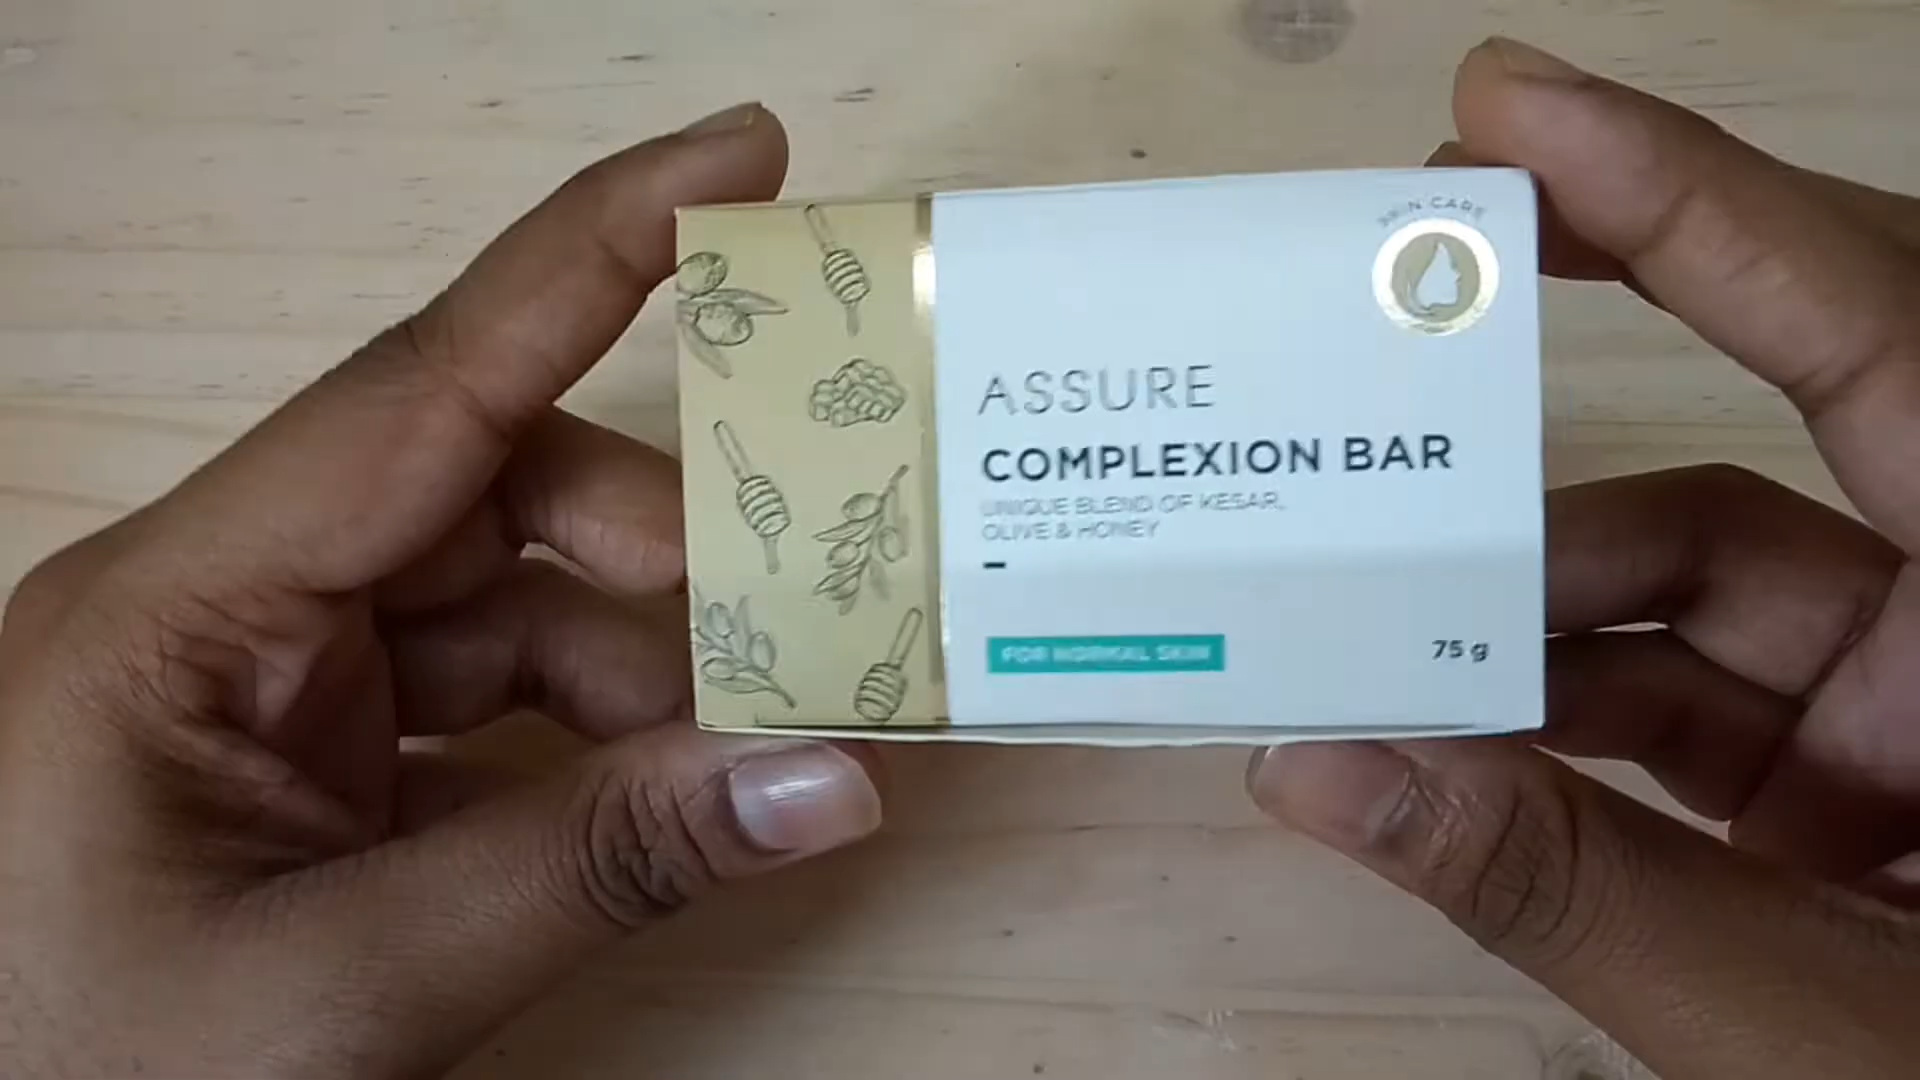 SKIN CARE
ASSURE
COMPLEXION BAR
UNIQUE BLEND OF KESAR,
OLIVE & HONEY
FOR NORMAL SKIN
75 g